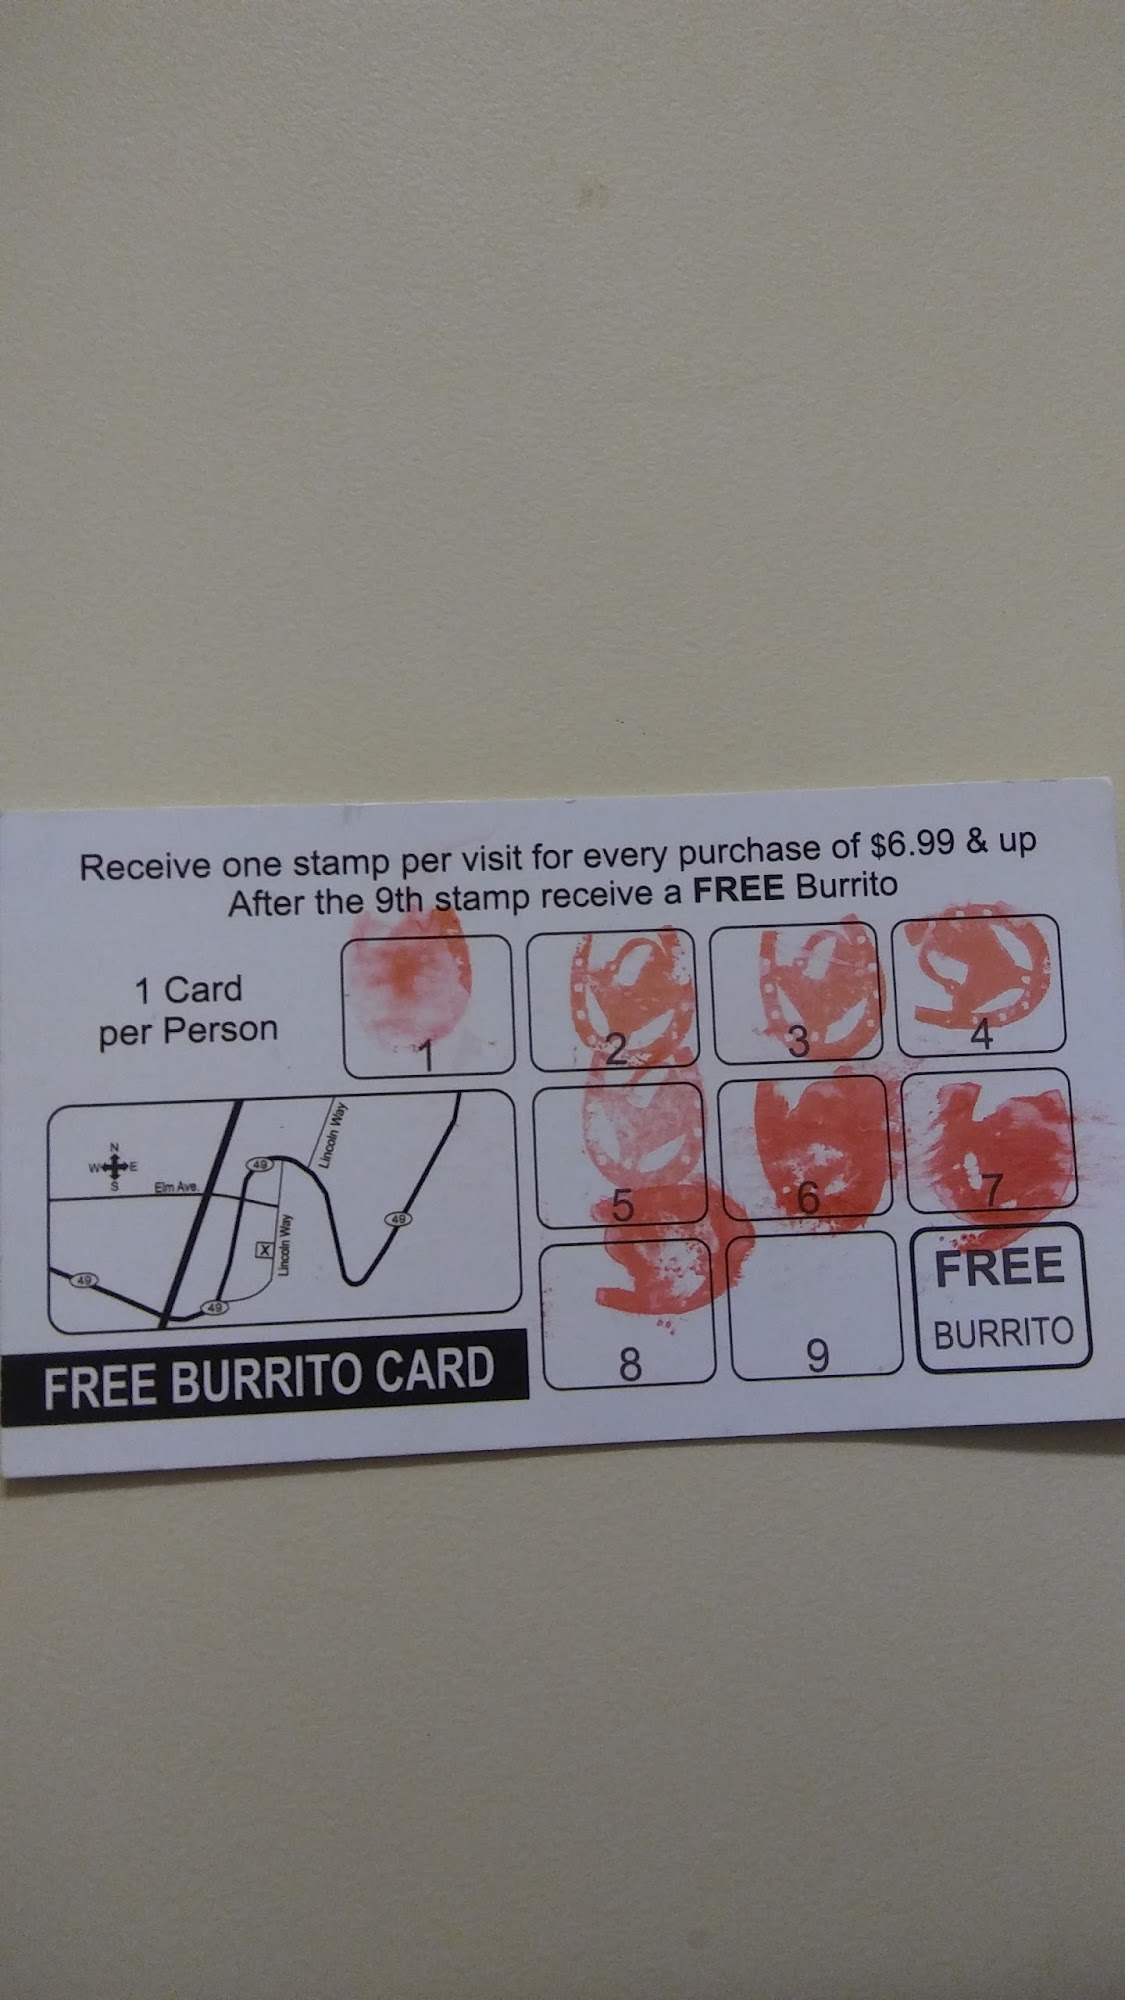 Receive one stamp per visit for every purchase of $6.99 & up
After the 9th stamp receive a FREE Burrito
1 Card
per Person
1
2
3
4
5
6
7
8
9
FREE
BURRITO
N
W E
S
Elm Ave.
49
Lincoln Way
49
X
Lincoln Way
49
49
FREE BURRITO CARD